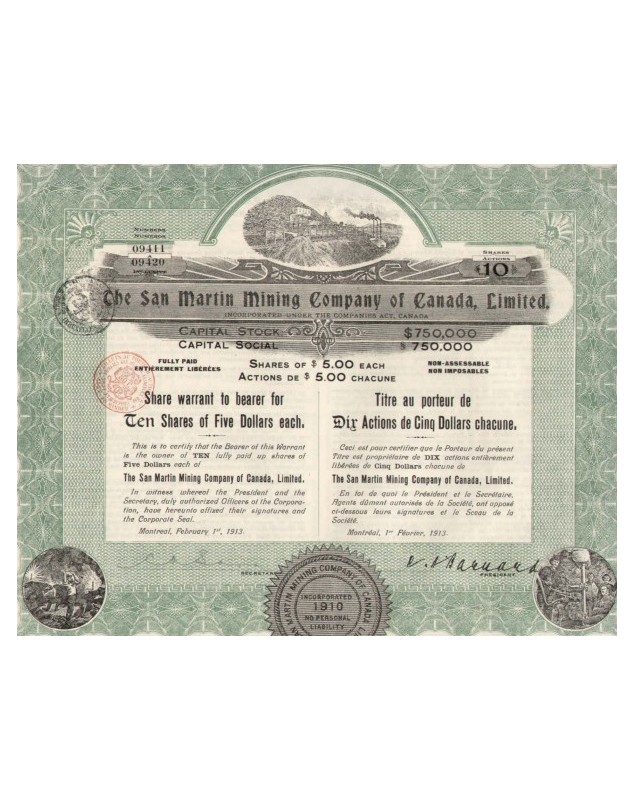 NUMBERS
NUMEROS
09411
à
09420
INCLUSIVE
SHARES
ACTIONS
10
The San Martin Mining Company of Canada, Limited.
INCORPORATED UNDER THE COMPANIES ACT, CANADA
CAPITAL STOCK $750,000
CAPITAL SOCIAL $750,000
FULLY PAID
ENTIÈREMENT LIBÉRÉES
SHARES OF $5.00 EACH
ACTIONS DE $5.00 CHACUNE
NON-ASSESSABLE
NON IMPOSABLES
Share warrant to bearer for
Ten Shares of Five Dollars each.
This is to certify that the Bearer of this Warrant
is the owner of TEN fully paid up shares of
Five Dollars each of
The San Martin Mining Company of Canada, Limited.
In witness whereof the President and the
Secretary, duly authorized Officers of the Corpora-
tion, have hereunto affixed their signatures and
the Corporate Seal.
Montreal, February 1st, 1913.
Titre au porteur de
Dix Actions de Cinq Dollars chacune.
Ceci est pour certifier que le Porteur du présent
Titre est propriétaire de DIX actions entièrement
libérées de Cinq Dollars chacune de
The San Martin Mining Company of Canada, Limited.
En foi de quoi le Président et le Secrétaire,
Agents dûment autorisés de la Société, ont apposé
ci-dessous leurs signatures et le Sceau de la
Société.
Montréal, 1er Février, 1913.
SECRETARY
PRESIDENT
SAN MARTIN MINING COMPANY OF CANADA
INCORPORATED
1910
NO PERSONAL
LIABILITY